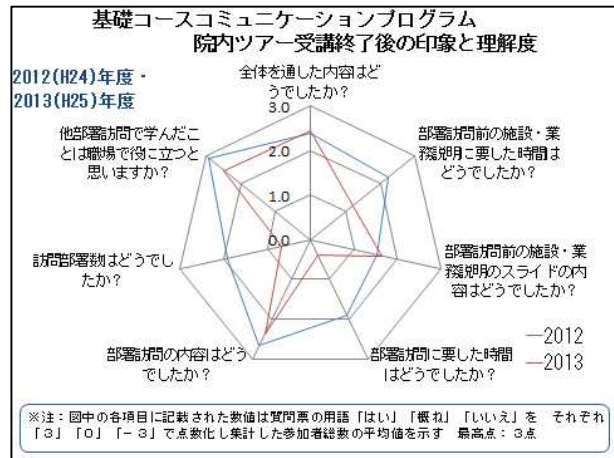 基礎コースコミュニケーションプログラム
院内ツアー受講終了後の印象と理解度
2012(H24)年度・
2013(H25)年度
全体を通した内容はど
うでしたか？
3.0
2.0
1.0
0.0
部署訪問前の施設・業
務説明に要した時間は
どうでしたか？
部署訪問前の施設・業
務説明のスライドの内
容はどうでしたか？
部署訪問に要した時間
はどうでしたか？
部署訪問の内容はどう
でしたか？
訪問部署数はどうでし
たか？
他部署訪問で学んだこ
とは職場で役に立つと
思いますか？
2012
2013
※注：図中の各項目に記載された数値は質問票の用語「はい」「概ね」「いいえ」を　それぞれ
「3」「0」「-3」で点数化し集計した参加者総数の平均値を示す　最高点：3点